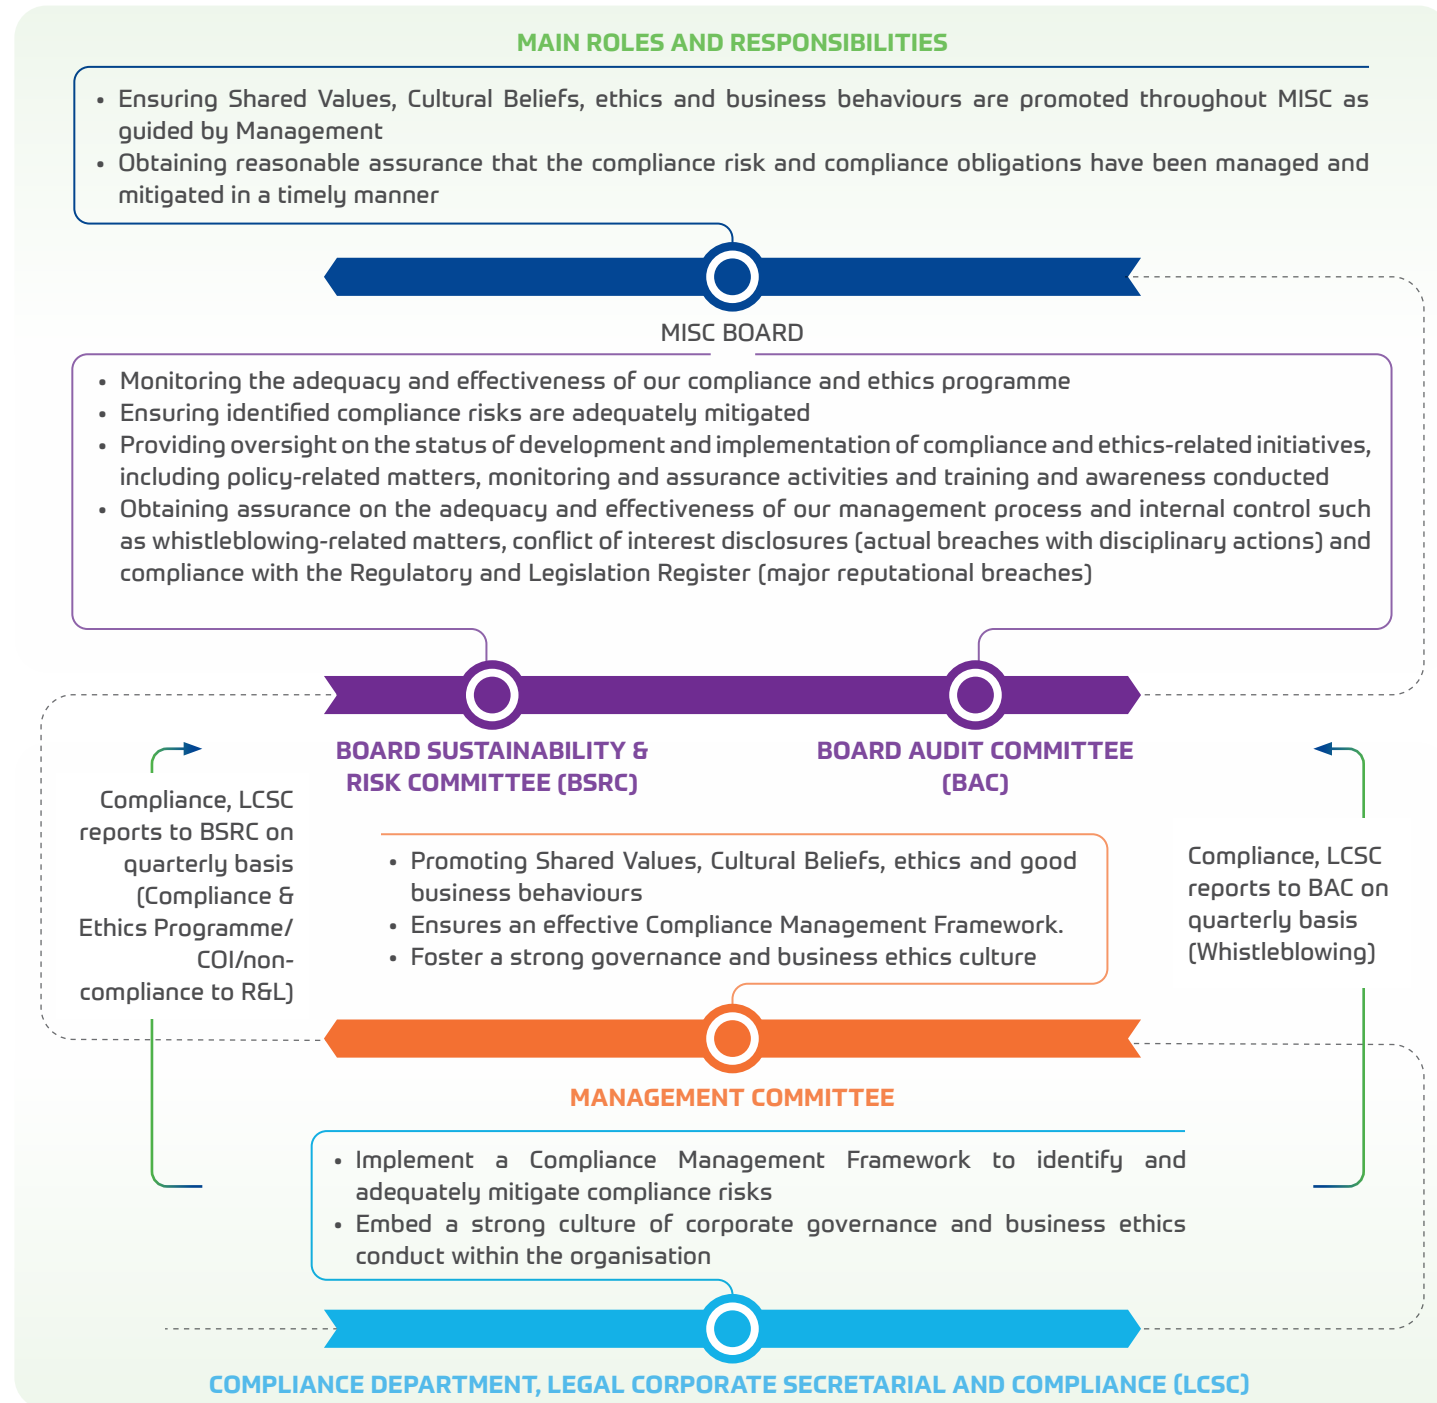 MAIN ROLES AND RESPONSIBILITIES
• Ensuring Shared Values, Cultural Beliefs, ethics and business behaviours are promoted throughout MISC as
guided by Management
• Obtaining reasonable assurance that the compliance risk and compliance obligations have been managed and
mitigated in a timely manner
MISC BOARD
• Monitoring the adequacy and effectiveness of our compliance and ethics programme
• Ensuring identified compliance risks are adequately mitigated
• Providing oversight on the status of development and implementation of compliance and ethics-related initiatives,
including policy-related matters, monitoring and assurance activities and training and awareness conducted
• Obtaining assurance on the adequacy and effectiveness of our management process and internal control such
as whistleblowing-related matters, conflict of interest disclosures (actual breaches with disciplinary actions) and
compliance with the Regulatory and Legislation Register (major reputational breaches)
BOARD SUSTAINABILITY &
RISK COMMITTEE (BSRC)
BOARD AUDIT COMMITTEE
(BAC)
Compliance, LCSC
reports to BSRC on
quarterly basis
(Compliance &
Ethics Programme/
COI/non-
compliance to R&L)
• Promoting Shared Values, Cultural Beliefs, ethics and good
business behaviours
• Ensures an effective Compliance Management Framework.
• Foster a strong governance and business ethics culture
Compliance, LCSC
reports to BAC on
quarterly basis
(Whistleblowing)
MANAGEMENT COMMITTEE
• Implement a Compliance Management Framework to identify and
adequately mitigate compliance risks
• Embed a strong culture of corporate governance and business ethics
conduct within the organisation
COMPLIANCE DEPARTMENT, LEGAL CORPORATE SECRETARIAL AND COMPLIANCE (LCSC)